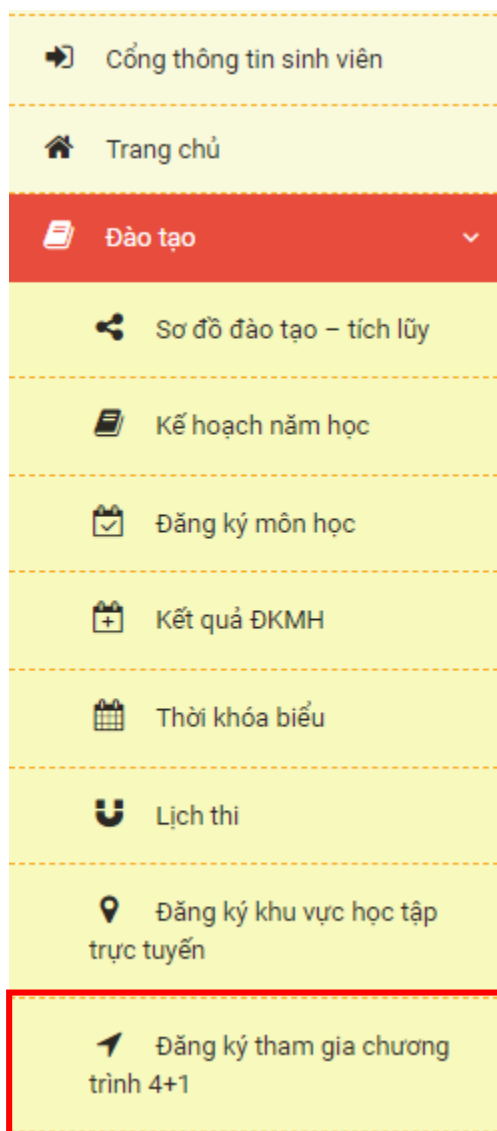 Cổng thông tin sinh viên
Trang chủ
Đào tạo
Sơ đồ đào tạo – tích lũy
Kế hoạch năm học
Đăng ký môn học
Kết quả ĐKMH
Thời khóa biểu
Lịch thi
Đăng ký khu vực học tập
trực tuyến
Đăng ký tham gia chương
trình 4+1